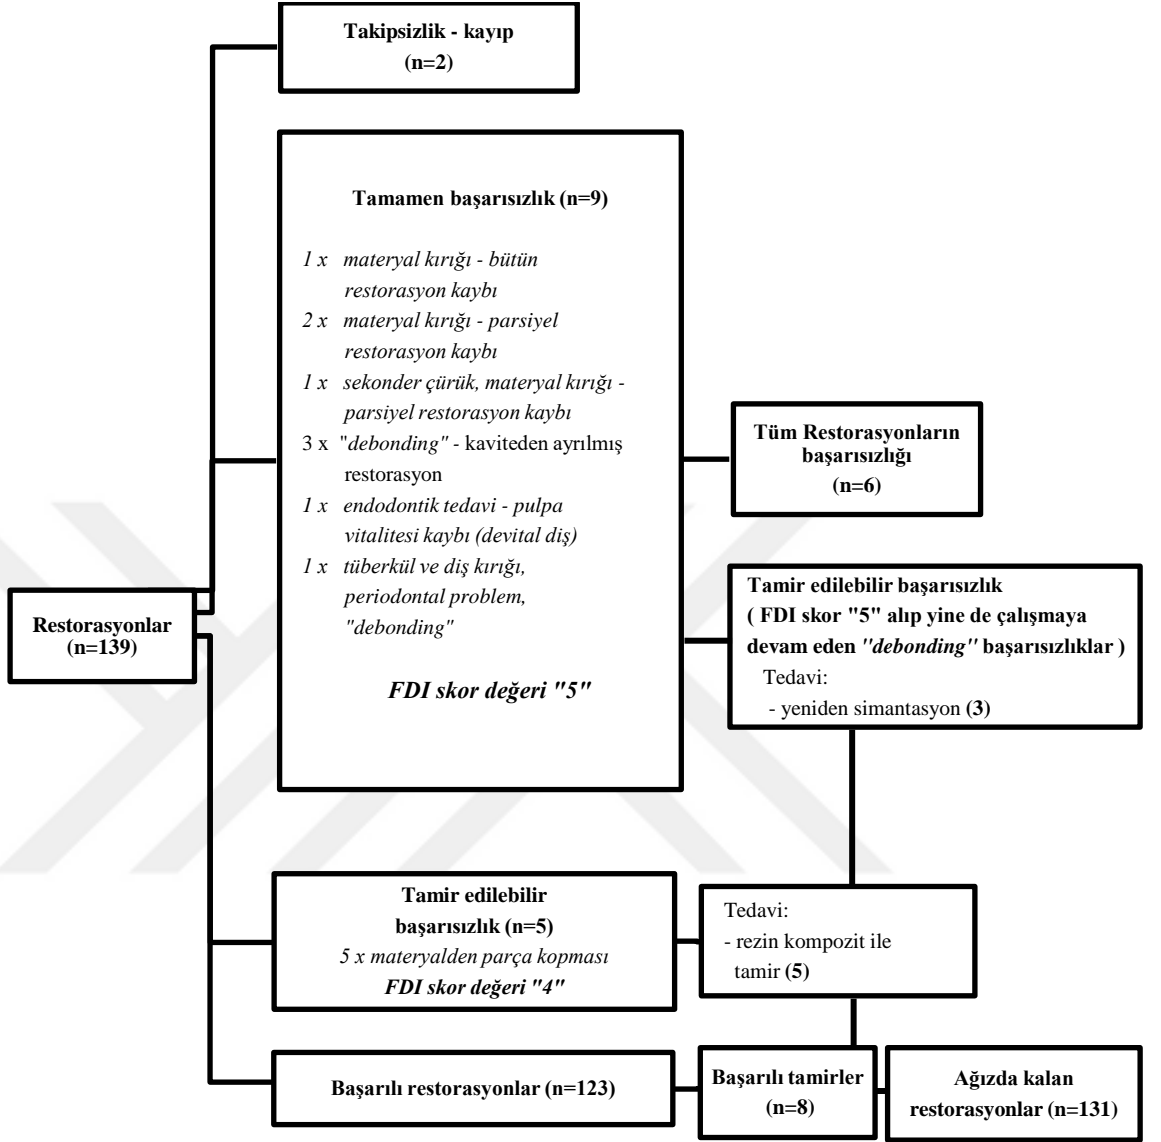 Takipsizlik - kayıp
(n=2)
Tamamen başarısızlık (n=9)
1 x materyal kırığı - bütün
restorasyon kaybı
2 x materyal kırığı - parsiyel
restorasyon kaybı
1 x sekonder çürük, materyal kırığı -
parsiyel restorasyon kaybı
3 x "debonding" - kaviteden ayrılmış
restorasyon
1 x endodontik tedavi - pulpa
vitalitesi kaybı (devital diş)
1 x tüberkül ve diş kırığı,
periodontal problem,
"debonding"
FDI skor değeri "5"
Tüm Restorasyonların
başarısızlığı
(n=6)
Tamir edilebilir başarısızlık
( FDI skor "5" alıp yine de çalışmaya
devam eden "debonding" başarısızlıklar )
Tedavi:
- yeniden simantasyon (3)
Restorasyonlar
(n=139)
Tamir edilebilir
başarısızlık (n=5)
5 x materyalden parça kopması
FDI skor değeri "4"
Tedavi:
- rezin kompozit ile
tamir (5)
Başarılı restorasyonlar (n=123)
Başarılı tamirler
(n=8)
Ağızda kalan
restorasyonlar (n=131)